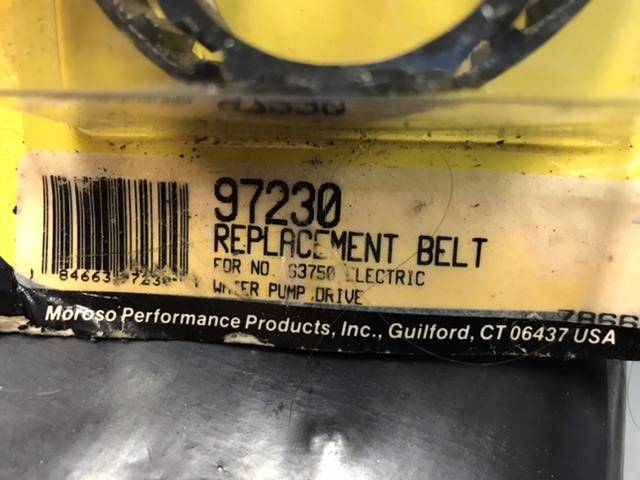 97230
REPLACEMENT BELT
FOR NO. 63750 ELECTRIC
WATER PUMP DRIVE
Moroso Performance Products, Inc., Guilford, CT 06437 USA